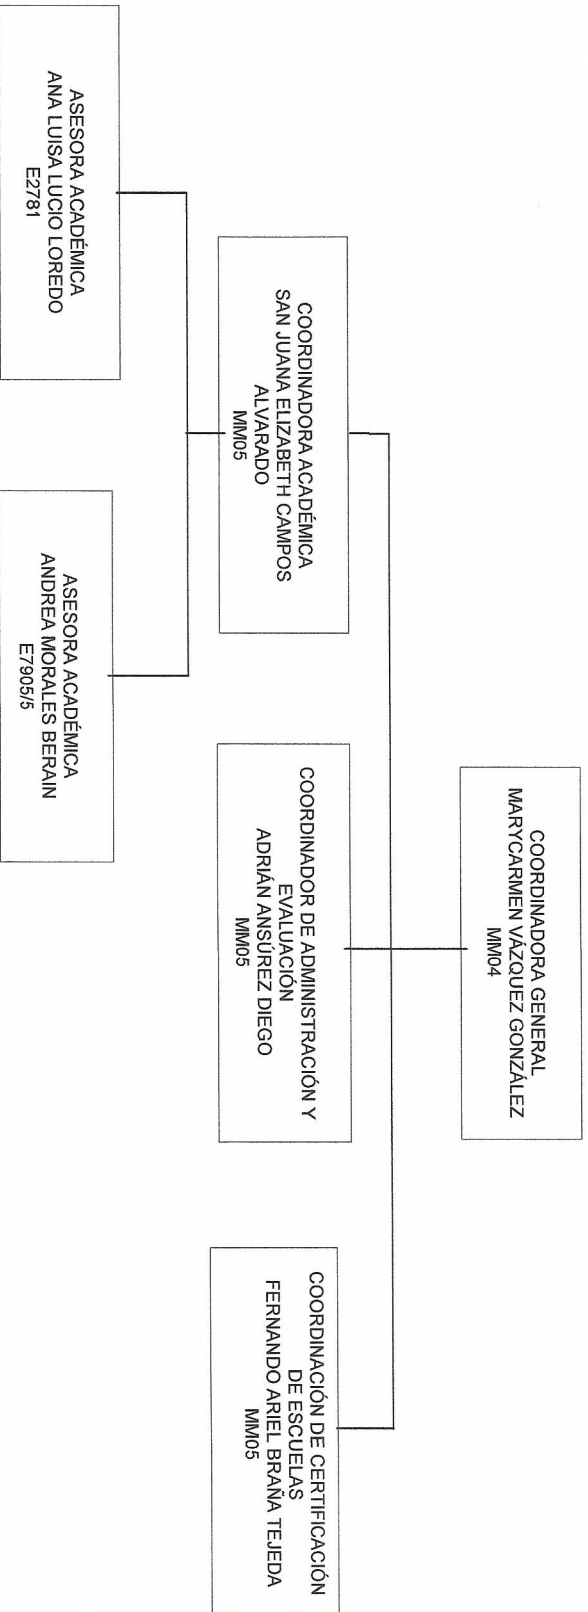 COORDINADORA GENERAL
MARYCARMEN VÁZQUEZ GONZÁLEZ
MM04
COORDINADORA ACADÉMICA
SAN JUANA ELIZABETH CAMPOS
ALVARADO
MM05
COORDINADOR DE ADMINISTRACIÓN Y
EVALUACIÓN
ADRIÁN ANSÚREZ DIEGO
MM05
COORDINACIÓN DE CERTIFICACIÓN
DE ESCUELAS
FERNANDO ARIEL BRAÑA TEJEDA
MM05
ASESORA ACADÉMICA
ANA LUISA LUCIO LOREDO
E2781
ASESORA ACADÉMICA
ANDREA MORALES BERAIN
E7905/5